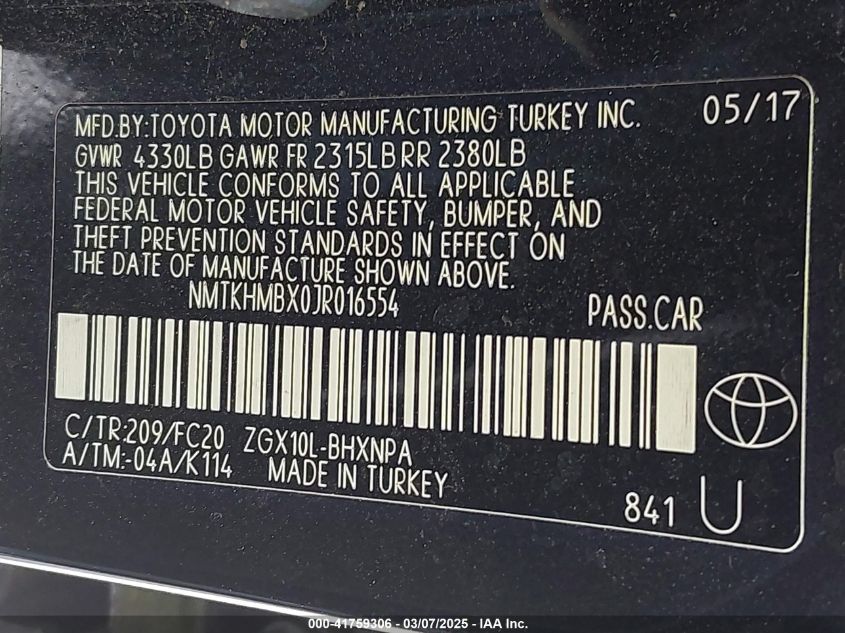 MFD.BY:TOYOTA MOTOR MANUFACTURING TURKEY INC. 05/17
GVWR 4330LB GAWR FR 2315LB RR 2380LB
THIS VEHICLE CONFORMS TO ALL APPLICABLE
FEDERAL MOTOR VEHICLE SAFETY, BUMPER, AND
THEFT PREVENTION STANDARDS IN EFFECT ON
THE DATE OF MANUFACTURE SHOWN ABOVE.
NMTKHMBX0JR016554 PASS.CAR
C/TR:209/FC20 ZGX10L-BHXNPA
A/TM:-04A/K114 MADE IN TURKEY
841 U
000-41759306 - 03/07/2025 - IAA Inc.